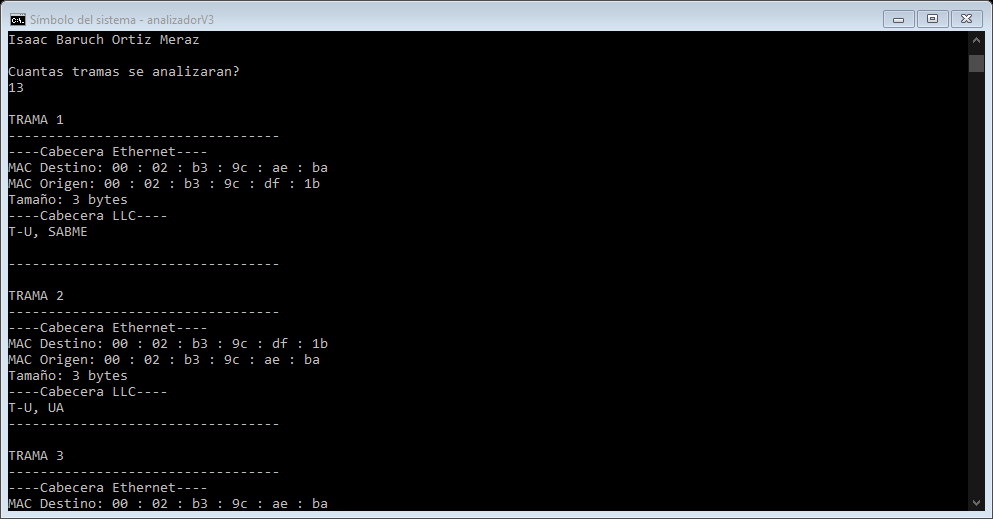 Símbolo del sistema - analizadorV3
Isaac Baruch Ortiz Meraz
Cuantas tramas se analizaran?
13
TRAMA 1
----------------------------------
----Cabecera Ethernet----
MAC Destino: 00 : 02 : b3 : 9c : ae : ba
MAC Origen: 00 : 02 : b3 : 9c : df : 1b
Tamaño: 3 bytes
----Cabecera LLC----
T-U, SABME
----------------------------------
TRAMA 2
----------------------------------
----Cabecera Ethernet----
MAC Destino: 00 : 02 : b3 : 9c : df : 1b
MAC Origen: 00 : 02 : b3 : 9c : ae : ba
Tamaño: 3 bytes
----Cabecera LLC----
T-U, UA
----------------------------------
TRAMA 3
----------------------------------
----Cabecera Ethernet----
MAC Destino: 00 : 02 : b3 : 9c : ae : ba